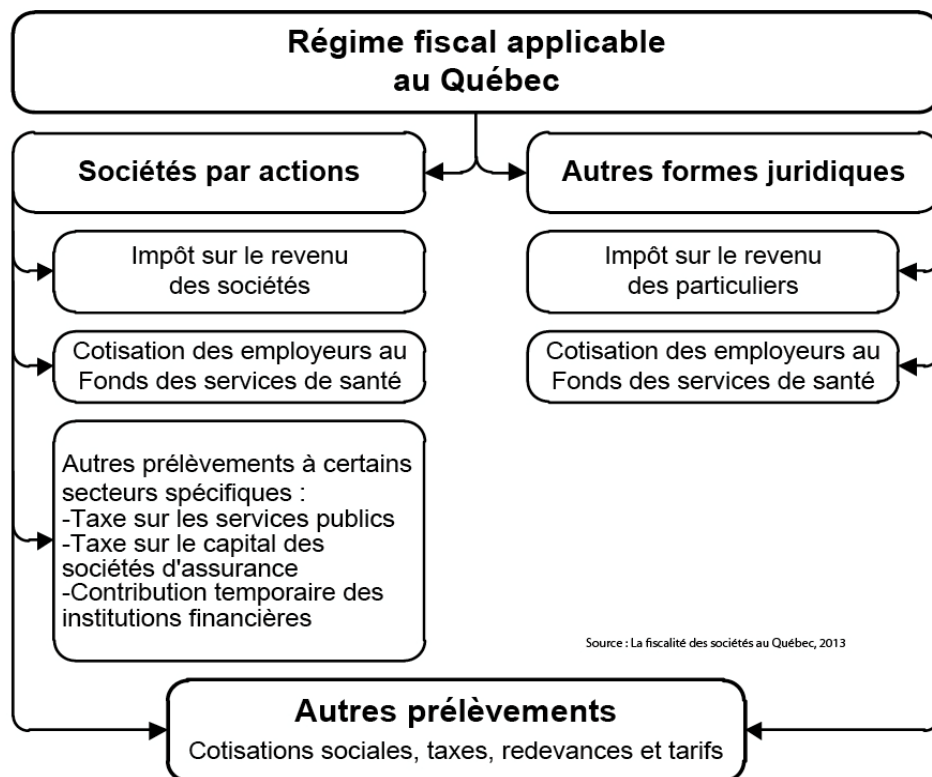 Régime fiscal applicable
au Québec
Sociétés par actions
Autres formes juridiques
Impôt sur le revenu
des sociétés
Impôt sur le revenu
des particuliers
Cotisation des employeurs au
Fonds des services de santé
Cotisation des employeurs au
Fonds des services de santé
Autres prélèvements à certains
secteurs spécifiques :
-Taxe sur les services publics
-Taxe sur le capital des
sociétés d'assurance
-Contribution temporaire des
institutions financières
Source : La fiscalité des sociétés au Québec, 2013
Autres prélèvements
Cotisations sociales, taxes, redevances et tarifs